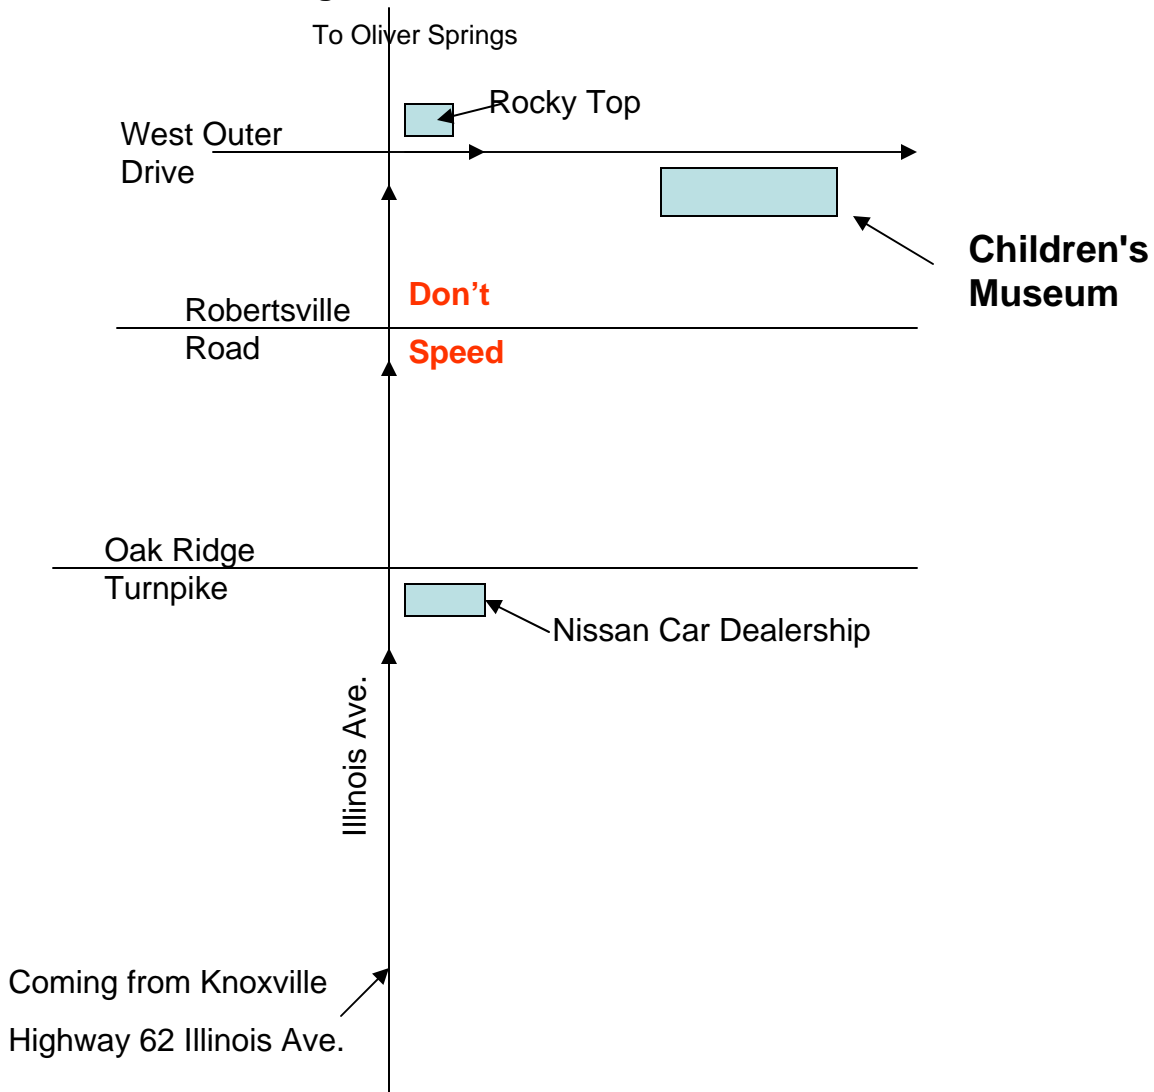 To Oliver Springs
Rocky Top
West Outer
Drive
Children's
Museum
Don’t
Robertsville
Road
Speed
Oak Ridge
Turnpike
Nissan Car Dealership
Illinois Ave.
Coming from Knoxville
Highway 62 Illinois Ave.